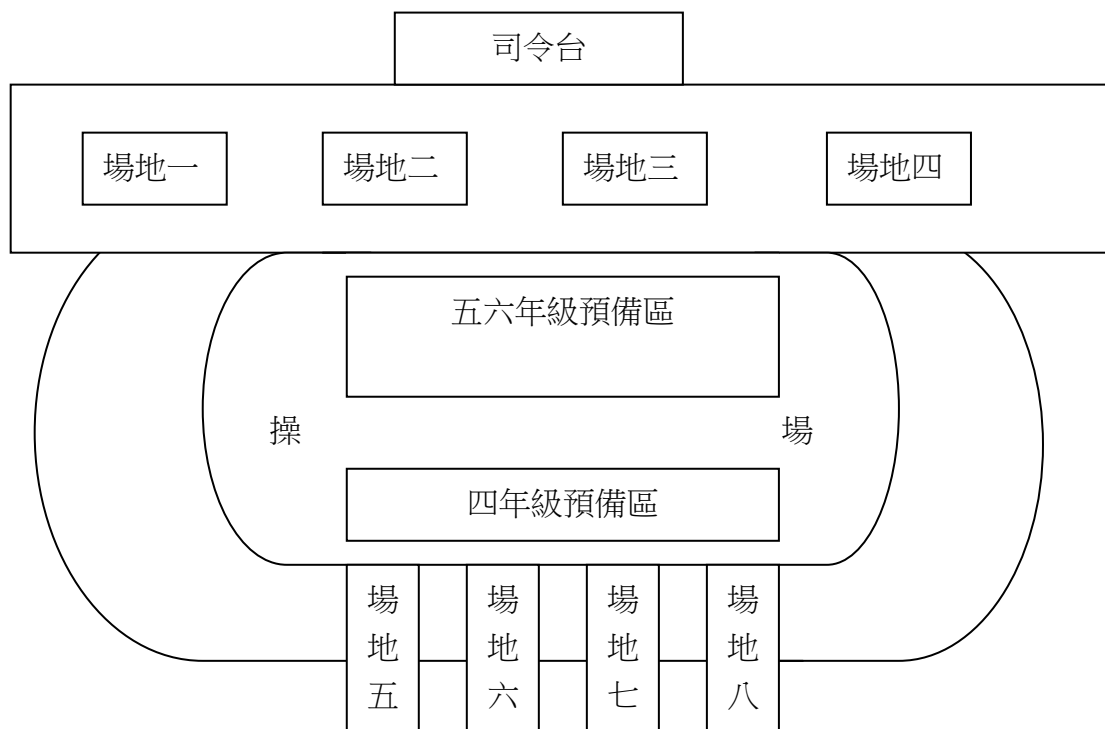 司令台
場地一
場地二
場地三
場地四
五六年級預備區
操
場
四年級預備區
場地五
場地六
場地七
場地八